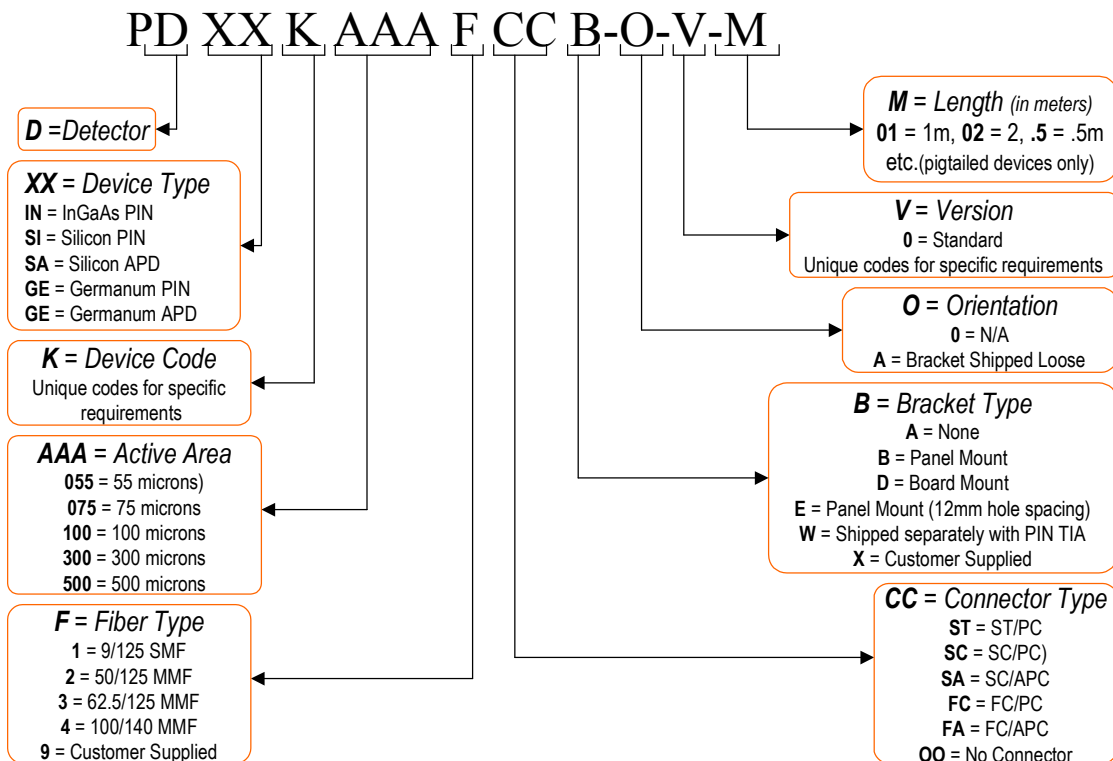 PD XX K AAA F CC B-O-V-M
D =Detector
XX = Device Type
IN = InGaAs PIN
SI = Silicon PIN
SA = Silicon APD
GE = Germanum PIN
GE = Germanum APD
K = Device Code
Unique codes for specific
requirements
AAA = Active Area
055 = 55 microns)
075 = 75 microns
100 = 100 microns
300 = 300 microns
500 = 500 microns
F = Fiber Type
1 = 9/125 SMF
2 = 50/125 MMF
3 = 62.5/125 MMF
4 = 100/140 MMF
9 = Customer Supplied
M = Length (in meters)
01 = 1m, 02 = 2, .5 = .5m
etc.(pigtailed devices only)
V = Version
0 = Standard
Unique codes for specific requirements
O = Orientation
0 = N/A
A = Bracket Shipped Loose
B = Bracket Type
A = None
B = Panel Mount
D = Board Mount
E = Panel Mount (12mm hole spacing)
W = Shipped separately with PIN TIA
X = Customer Supplied
CC = Connector Type
ST = ST/PC
SC = SC/PC)
SA = SC/APC
FC = FC/PC
FA = FC/APC
OO = No Connector